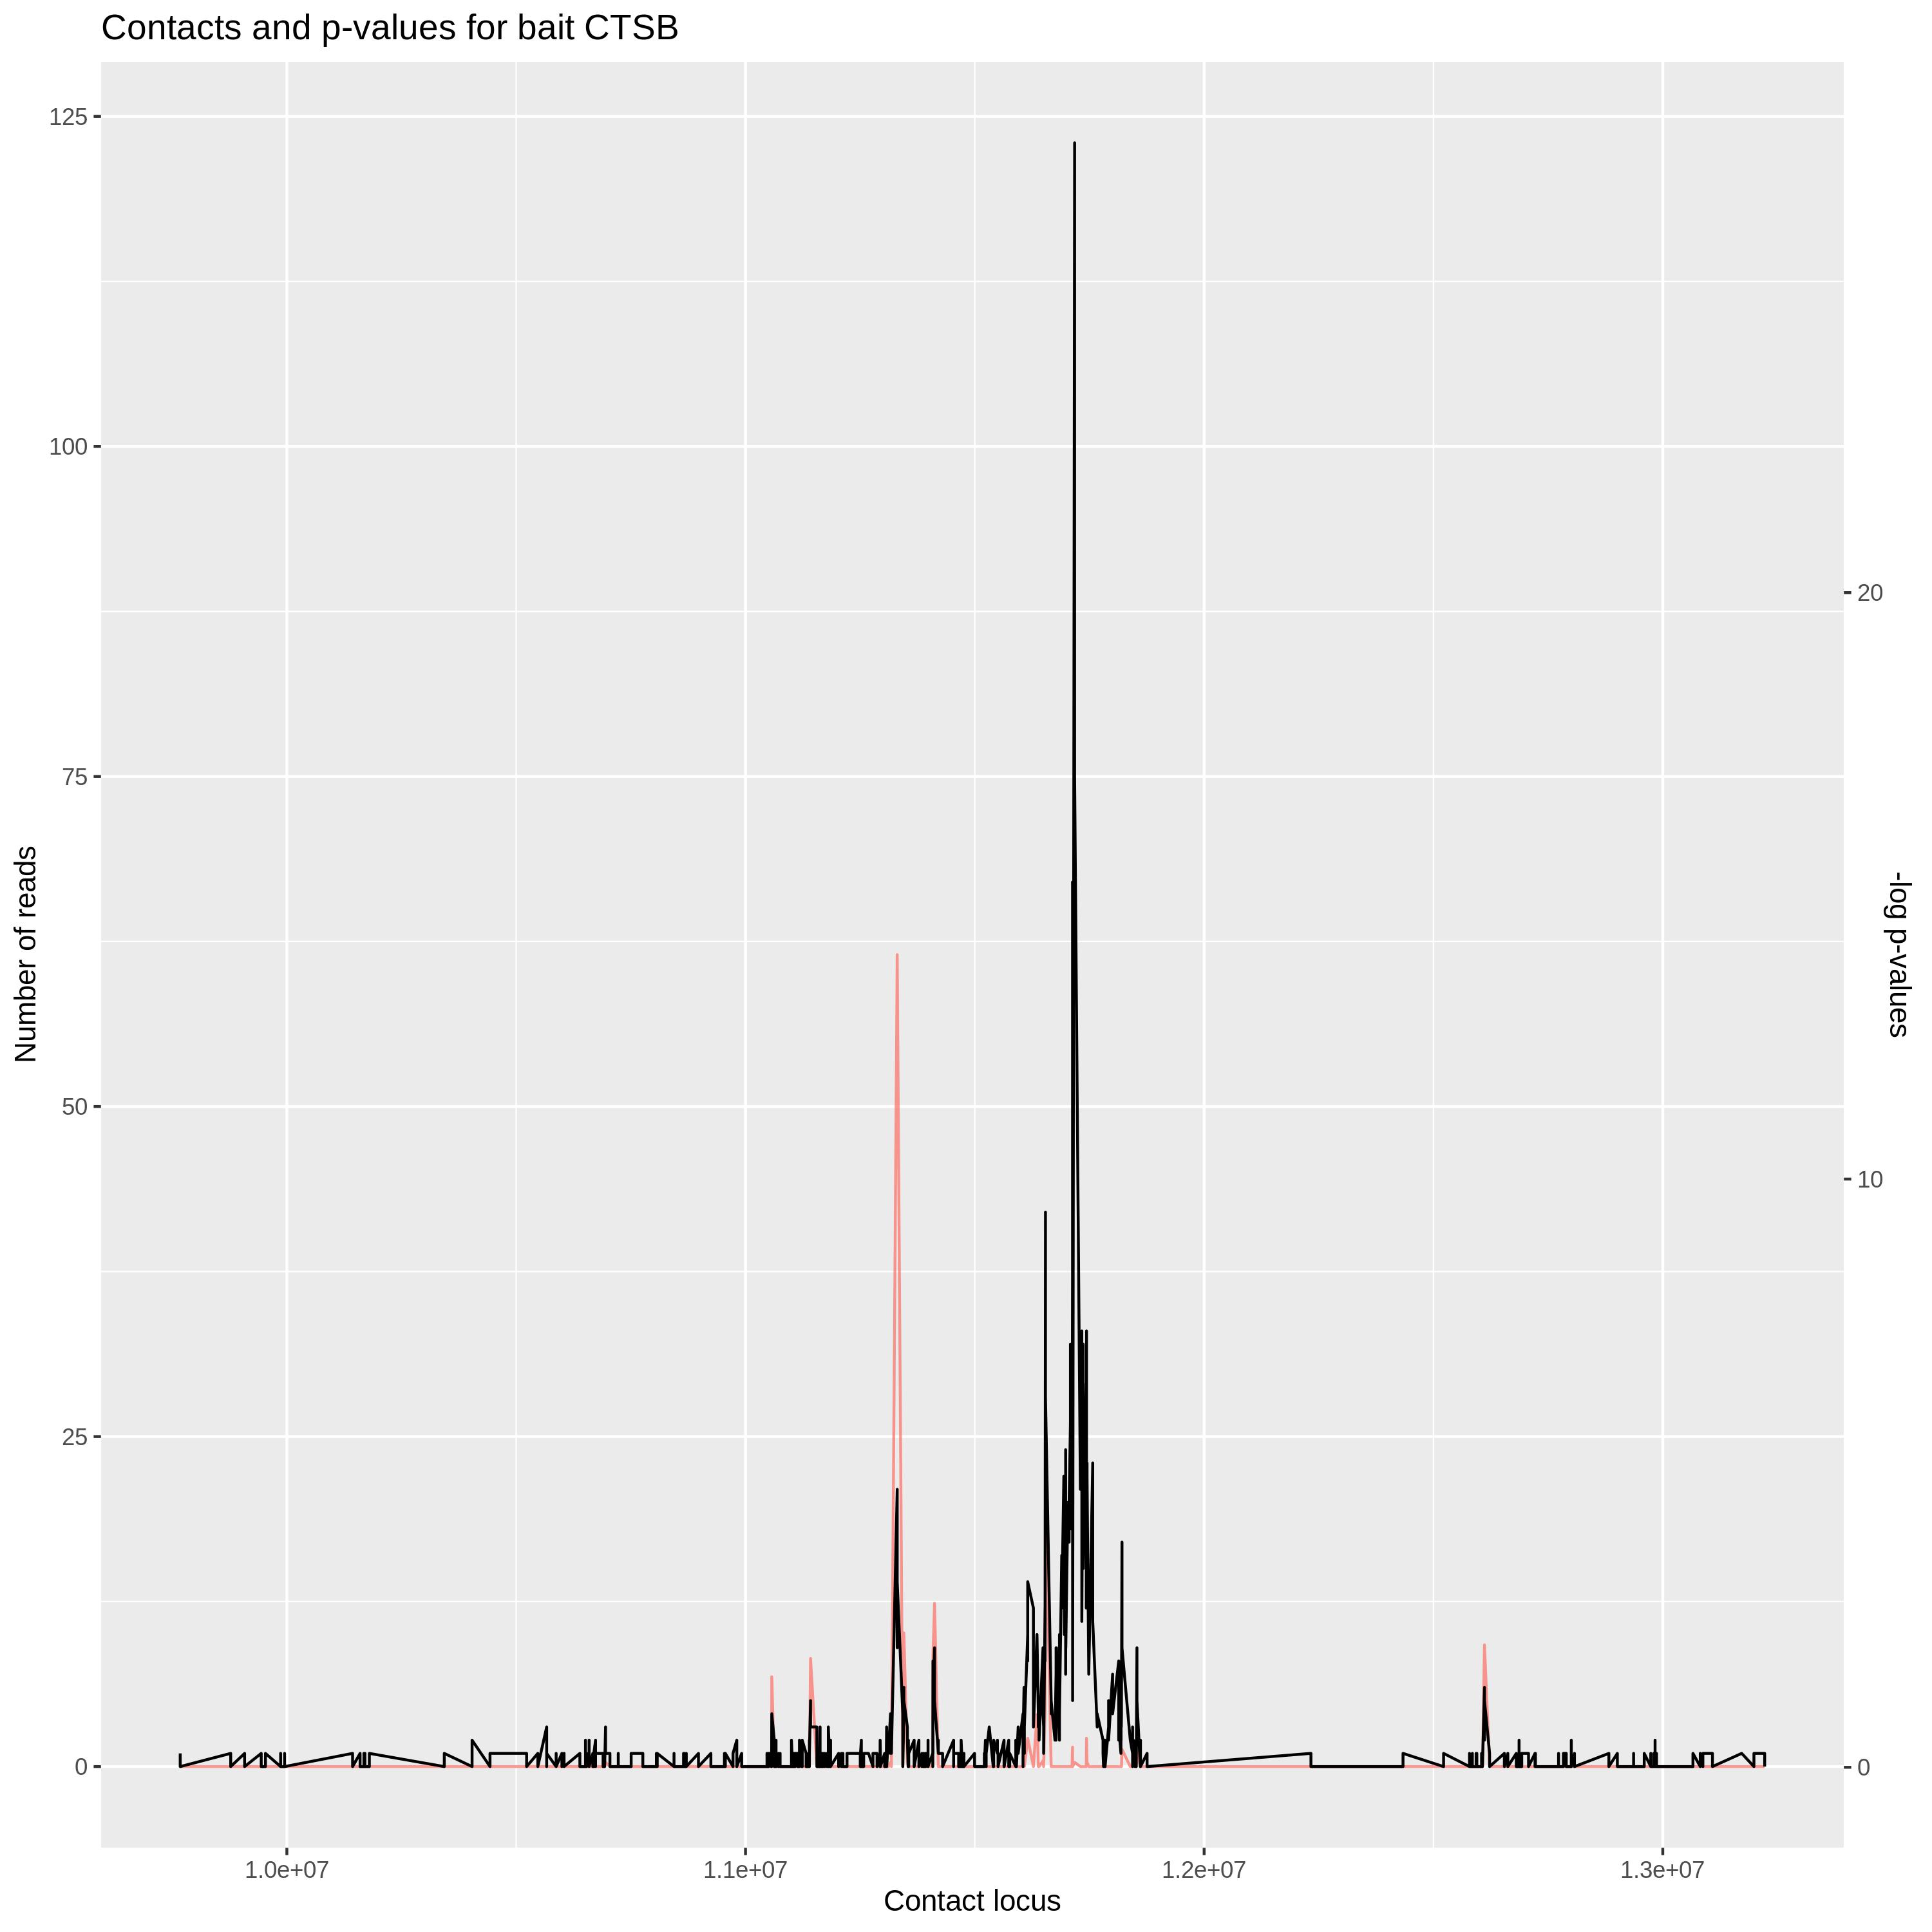 Contacts and p-values for bait CTSB
125
100
75
50
25
0
Number of reads
20
10
0
-log p-values
1.0e+07 1.1e+07 1.2e+07 1.3e+07
Contact locus